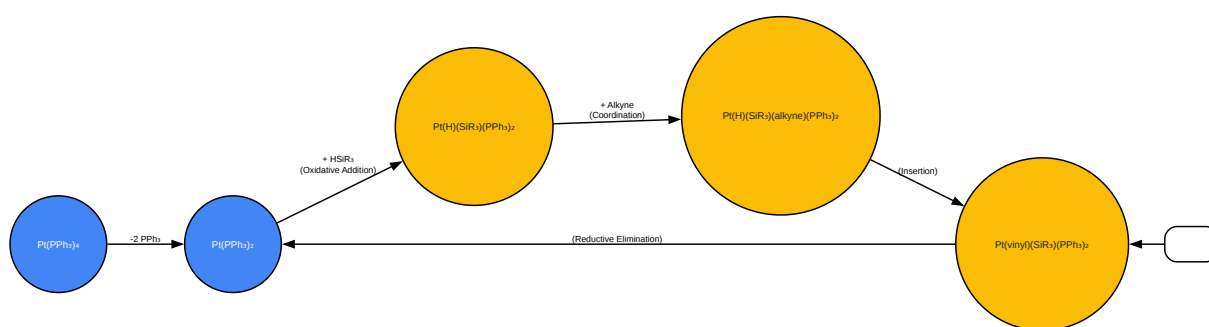 Pt(PPh₃)₄
-2 PPh₃
Pt(PPh₃)₂
+ HSiR₃
(Oxidative Addition)
Pt(H)(SiR₃)(PPh₃)₂
+ Alkyne
(Coordination)
Pt(H)(SiR₃)(alkyne)(PPh₃)₂
(Insertion)
Pt(vinyl)(SiR₃)(PPh₃)₂
(Reductive Elimination)